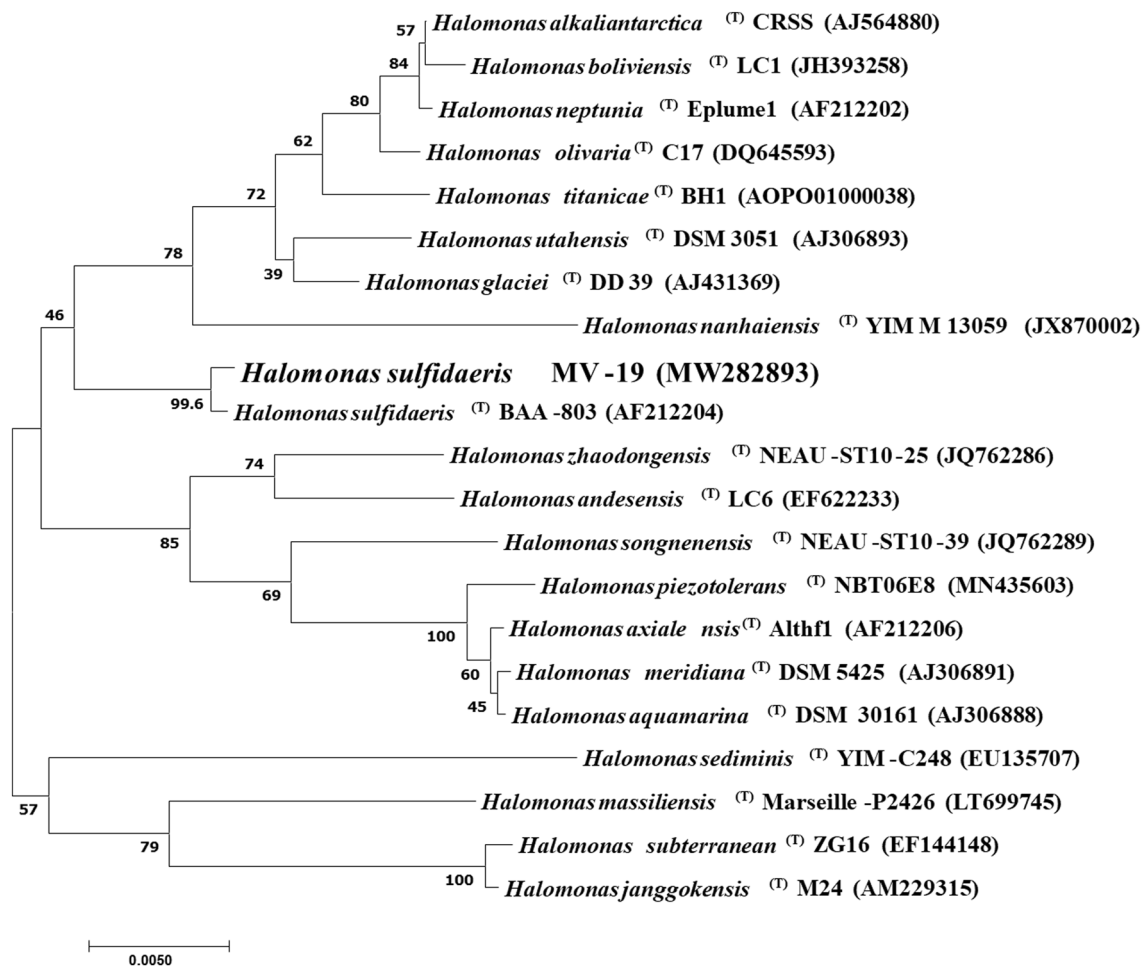 57
Halomonas alkaliantarctica (T) CRSS (AJ564880)
84
Halomonas boliviensis (T) LC1 (JH393258)
80
Halomonas neptunia (T) Eplume1 (AF212202)
62
Halomonas olivaria (T) C17 (DQ645593)
72
Halomonas titanicae (T) BH1 (AOPO01000038)
78
Halomonas utahensis (T) DSM 3051 (AJ306893)
39
Halomonas glaciei (T) DD 39 (AJ431369)
46
Halomonas nanhaiensis (T) YIM M 13059 (JX870002)
Halomonas sulfidaeris MV -19 (MW282893)
99.6
Halomonas sulfidaeris (T) BAA -803 (AF212204)
74
Halomonas zhaodongensis (T) NEAU -ST10 -25 (JQ762286)
Halomonas andesensis (T) LC6 (EF622233)
85
Halomonas songnenensis (T) NEAU -ST10 -39 (JQ762289)
69
Halomonas piezotolerans (T) NBT06E8 (MN435603)
100
Halomonas axiale nsis (T) Althf1 (AF212206)
60
Halomonas meridiana (T) DSM 5425 (AJ306891)
45
Halomonas aquamarina (T) DSM 30161 (AJ306888)
Halomonas sediminis (T) YIM -C248 (EU135707)
57
Halomonas massiliensis (T) Marseille -P2426 (LT699745)
79
Halomonas subterranean (T) ZG16 (EF144148)
100
Halomonas janggokensis (T) M24 (AM229315)
0.0050